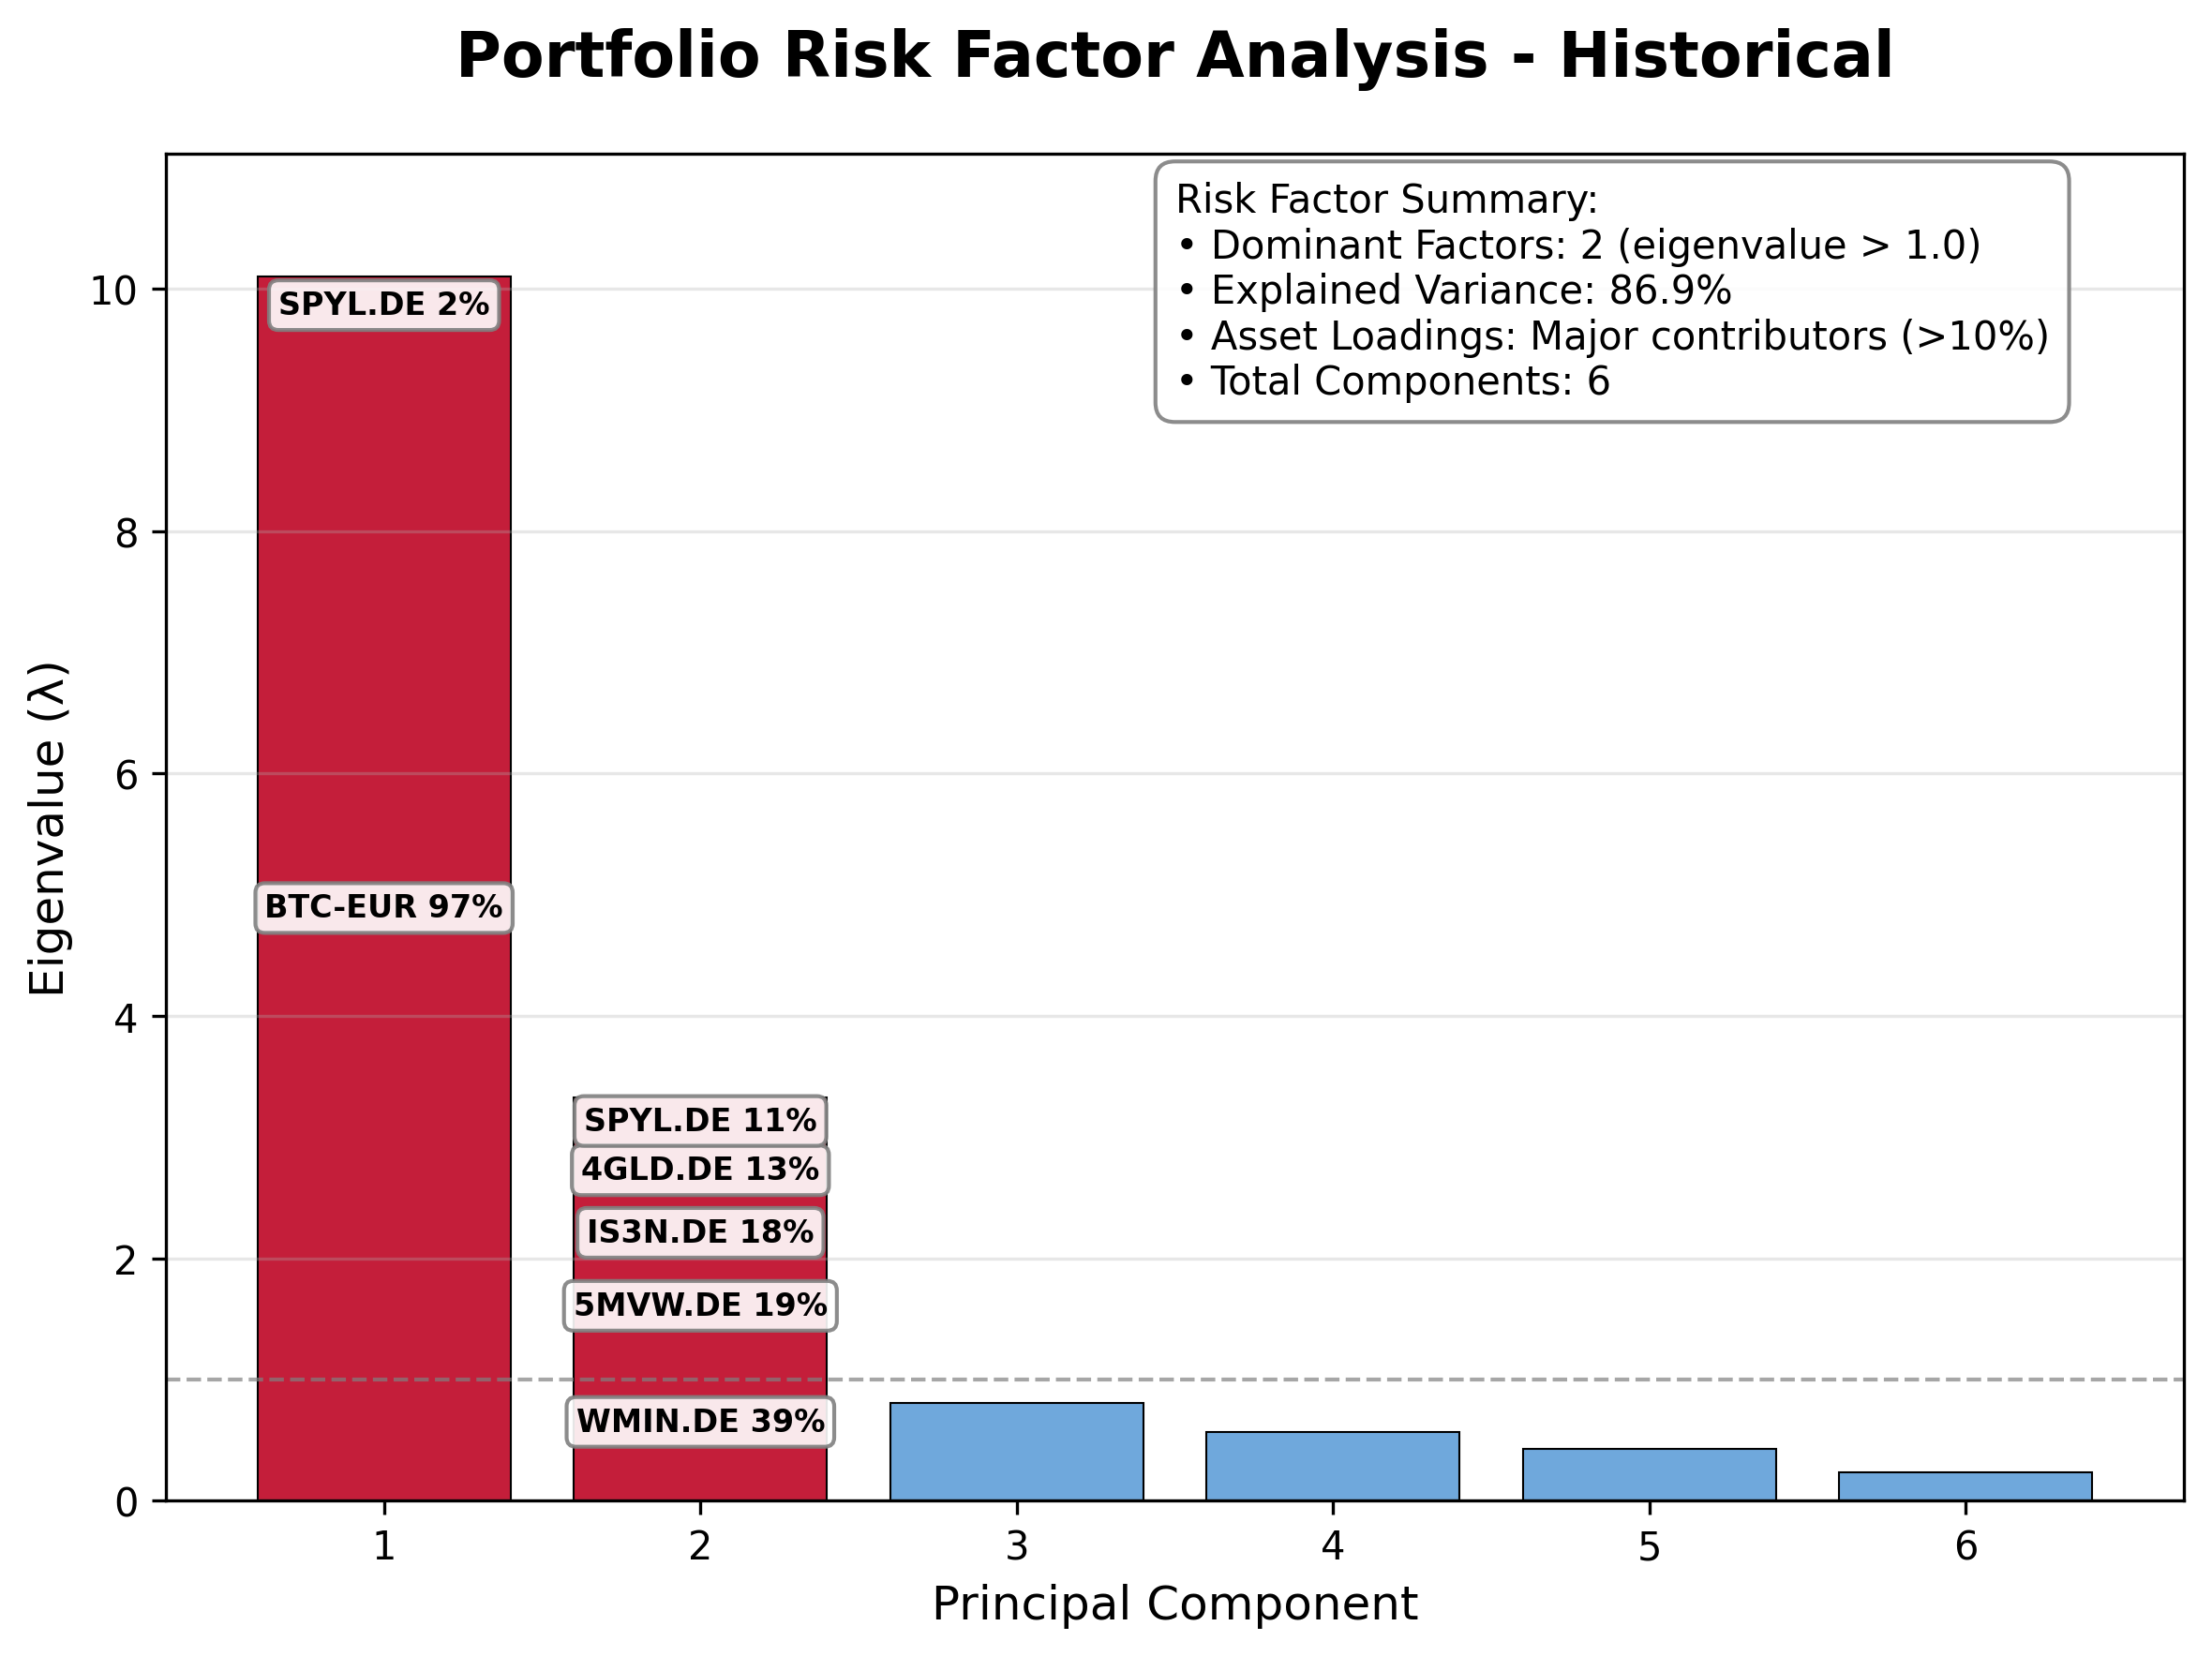 Portfolio Risk Factor Analysis - Historical
Risk Factor Summary:
• Dominant Factors: 2 (eigenvalue > 1.0)
• Explained Variance: 86.9%
• Asset Loadings: Major contributors (>10%)
• Total Components: 6
Eigenvalue (λ)
10
8
6
4
2
0
SPYL.DE 2%
BTC-EUR 97%
SPYL.DE 11%
4GLD.DE 13%
IS3N.DE 18%
5MVW.DE 19%
WMIN.DE 39%
1 2 3 4 5 6
Principal Component